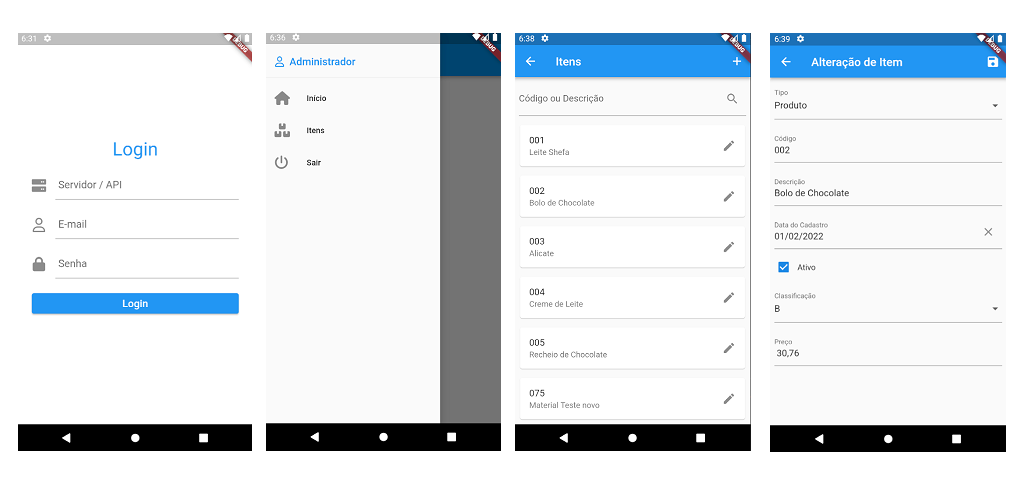 6:31
DEBUG
Login
Servidor / API
E-mail
Senha
Login
6:36
DEBUG
Administrador
Início
Itens
Sair
6:38
DEBUG
Itens
Código ou Descrição
001
Leite Shefa
002
Bolo de Chocolate
003
Alicate
004
Creme de Leite
005
Recheio de Chocolate
075
Material Teste novo
6:39
DEBUG
Alteração de Item
Tipo
Produto
Código
002
Descrição
Bolo de Chocolate
Data do Cadastro
01/02/2022
Ativo
Classificação
B
Preço
30,76